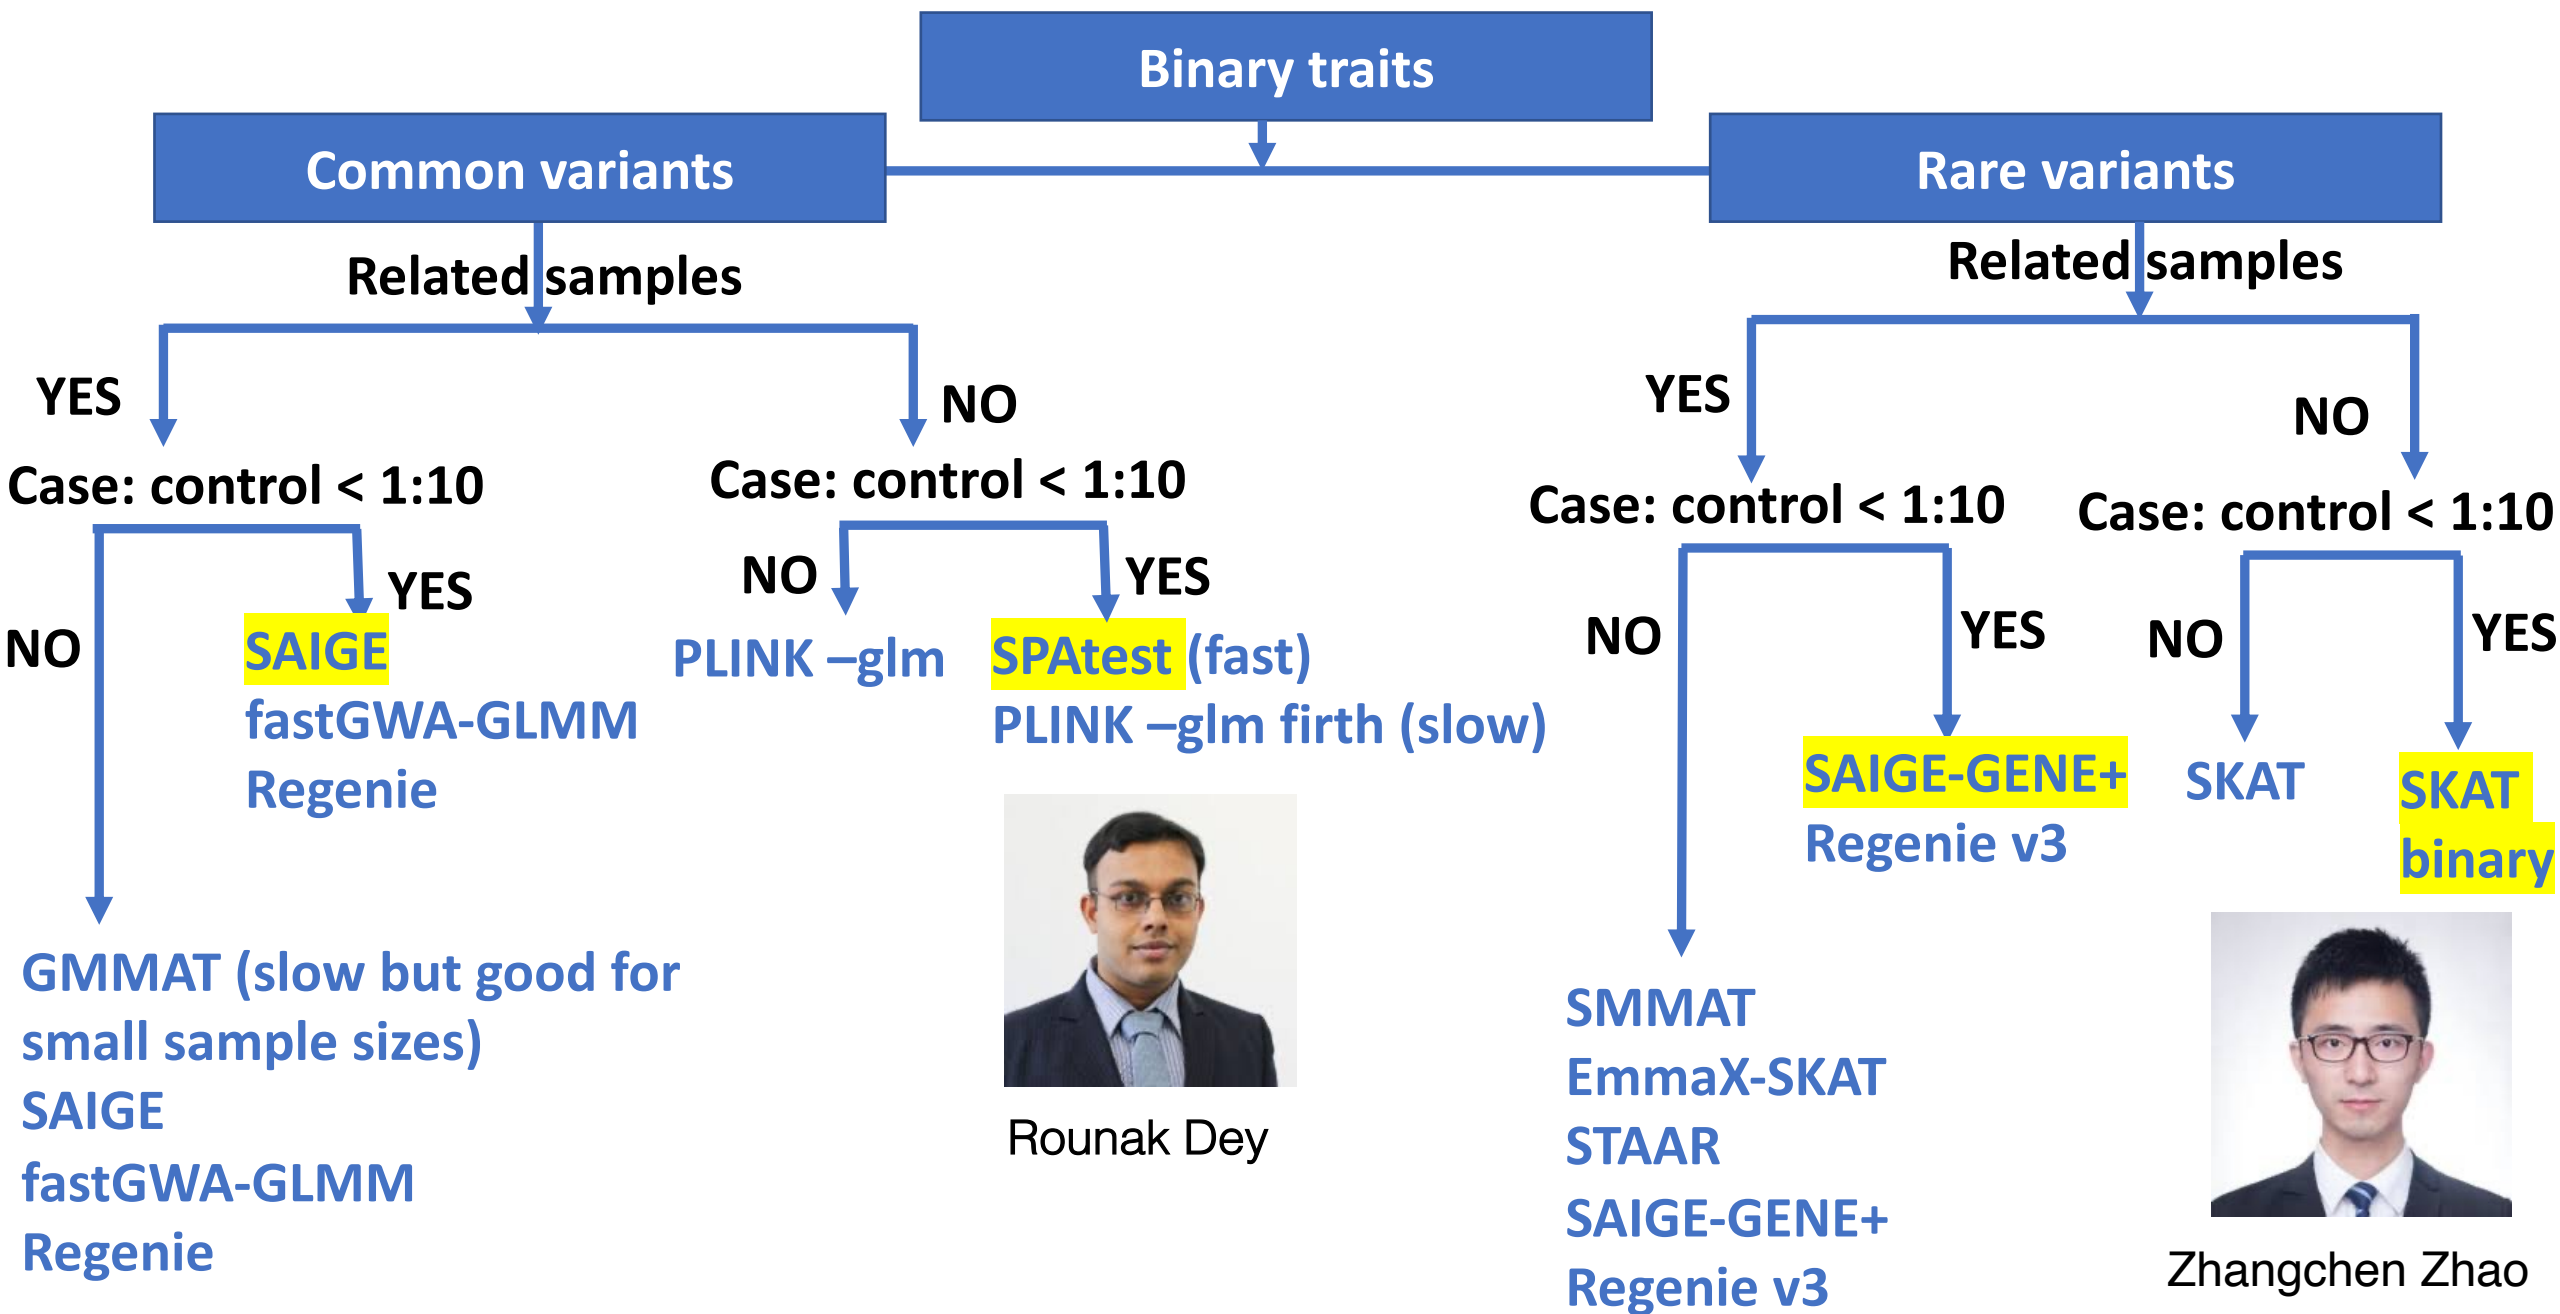 Binary traits
Common variants
Rare variants
Related samples
YES
NO
Case: control < 1:10
NO
YES
SAIGE
fastGWA-GLMM
Regenie
GMMAT (slow but good for
small sample sizes)
SAIGE
fastGWA-GLMM
Regenie
Case: control < 1:10
NO
YES
PLINK –glm
SPAtest (fast)
PLINK –glm firth (slow)
Rounak Dey
Related samples
YES
NO
Case: control < 1:10
NO
YES
SAIGE-GENE+
Regenie v3
SMMAT
EmmaX-SKAT
STAAR
SAIGE-GENE+
Regenie v3
Case: control < 1:10
NO
YES
SKAT
SKAT
binary
Zhangchen Zhao